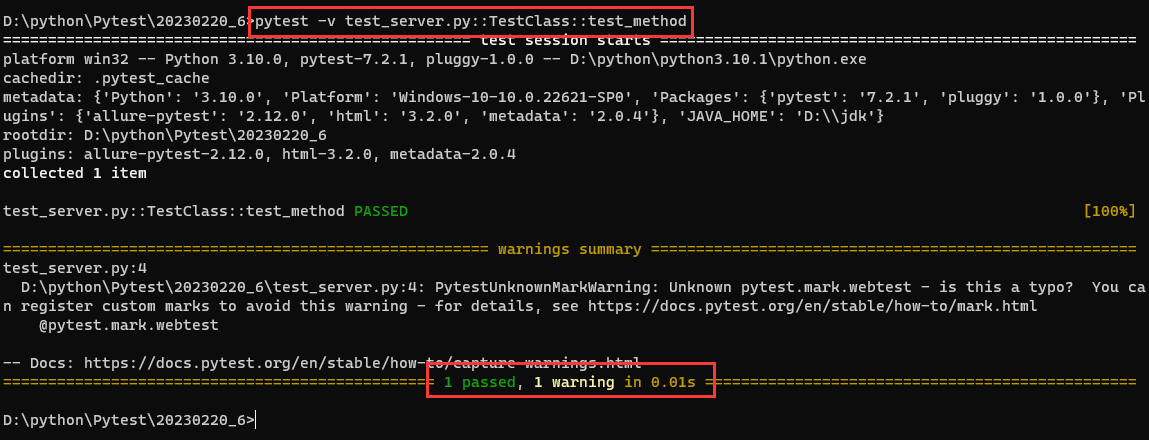 D:\python\Pytest\20230220_6>pytest -v test_server.py::TestClass::test_method
==================================================== test session starts =====================================================
platform win32 -- Python 3.10.0, pytest-7.2.1, pluggy-1.0.0 -- D:\python\python3.10.1\python.exe
cachedir: .pytest_cache
metadata: {'Python': '3.10.0', 'Platform': 'Windows-10-10.0.22621-SP0', 'Packages': {'pytest': '7.2.1', 'pluggy': '1.0.0'}, 'Pl
ugins': {'allure-pytest': '2.12.0', 'html': '3.2.0', 'metadata': '2.0.4'}, 'JAVA_HOME': 'D:\\jdk'}
rootdir: D:\python\Pytest\20230220_6
plugins: allure-pytest-2.12.0, html-3.2.0, metadata-2.0.4
collected 1 item
test_server.py::TestClass::test_method PASSED [100%]
====================================================== warnings summary ======================================================
test_server.py:4
D:\python\Pytest\20230220_6\test_server.py:4: PytestUnknownMarkWarning: Unknown pytest.mark.webtest - is this a typo?  You ca
n register custom marks to avoid this warning - for details, see https://docs.pytest.org/en/stable/how-to/mark.html
@pytest.mark.webtest
-- Docs: https://docs.pytest.org/en/stable/how-to/capture-warnings.html
================================================ 1 passed, 1 warning in 0.01s ================================================
D:\python\Pytest\20230220_6>